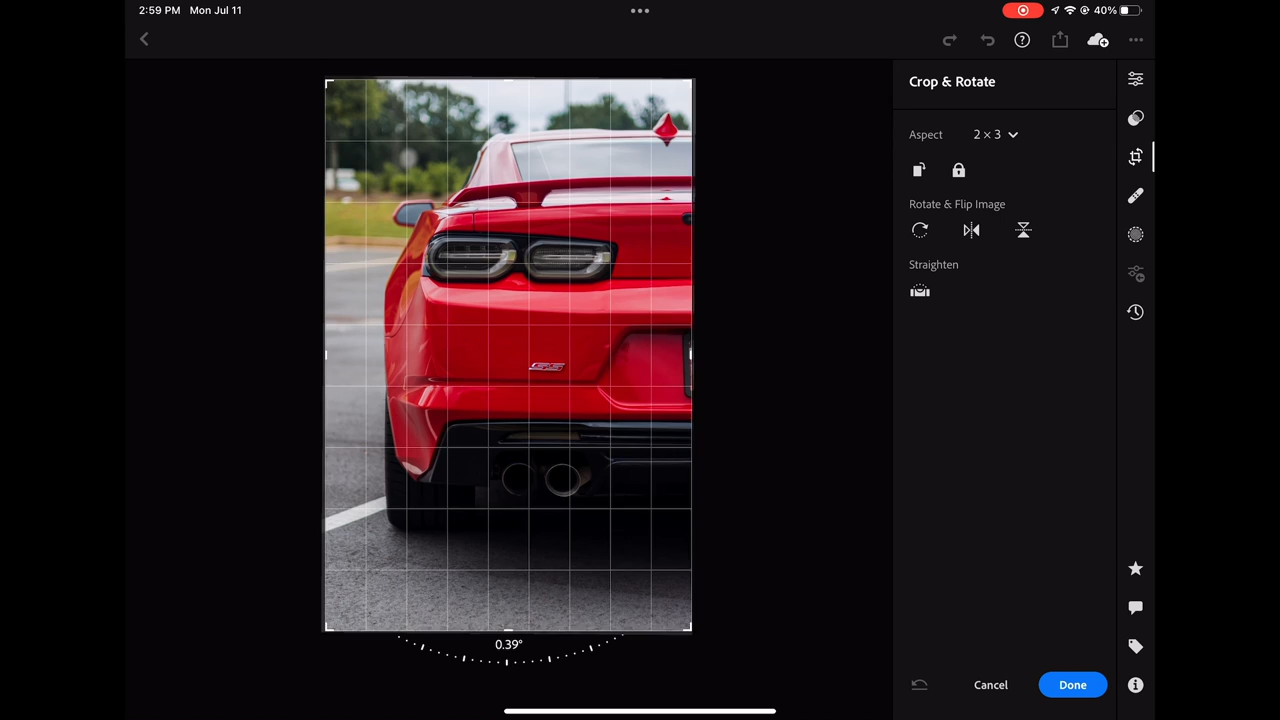 2:59 PM Mon Jul 11
40%
Crop & Rotate
Aspect 2 × 3
Rotate & Flip Image
Straighten
0.39°
Cancel
Done